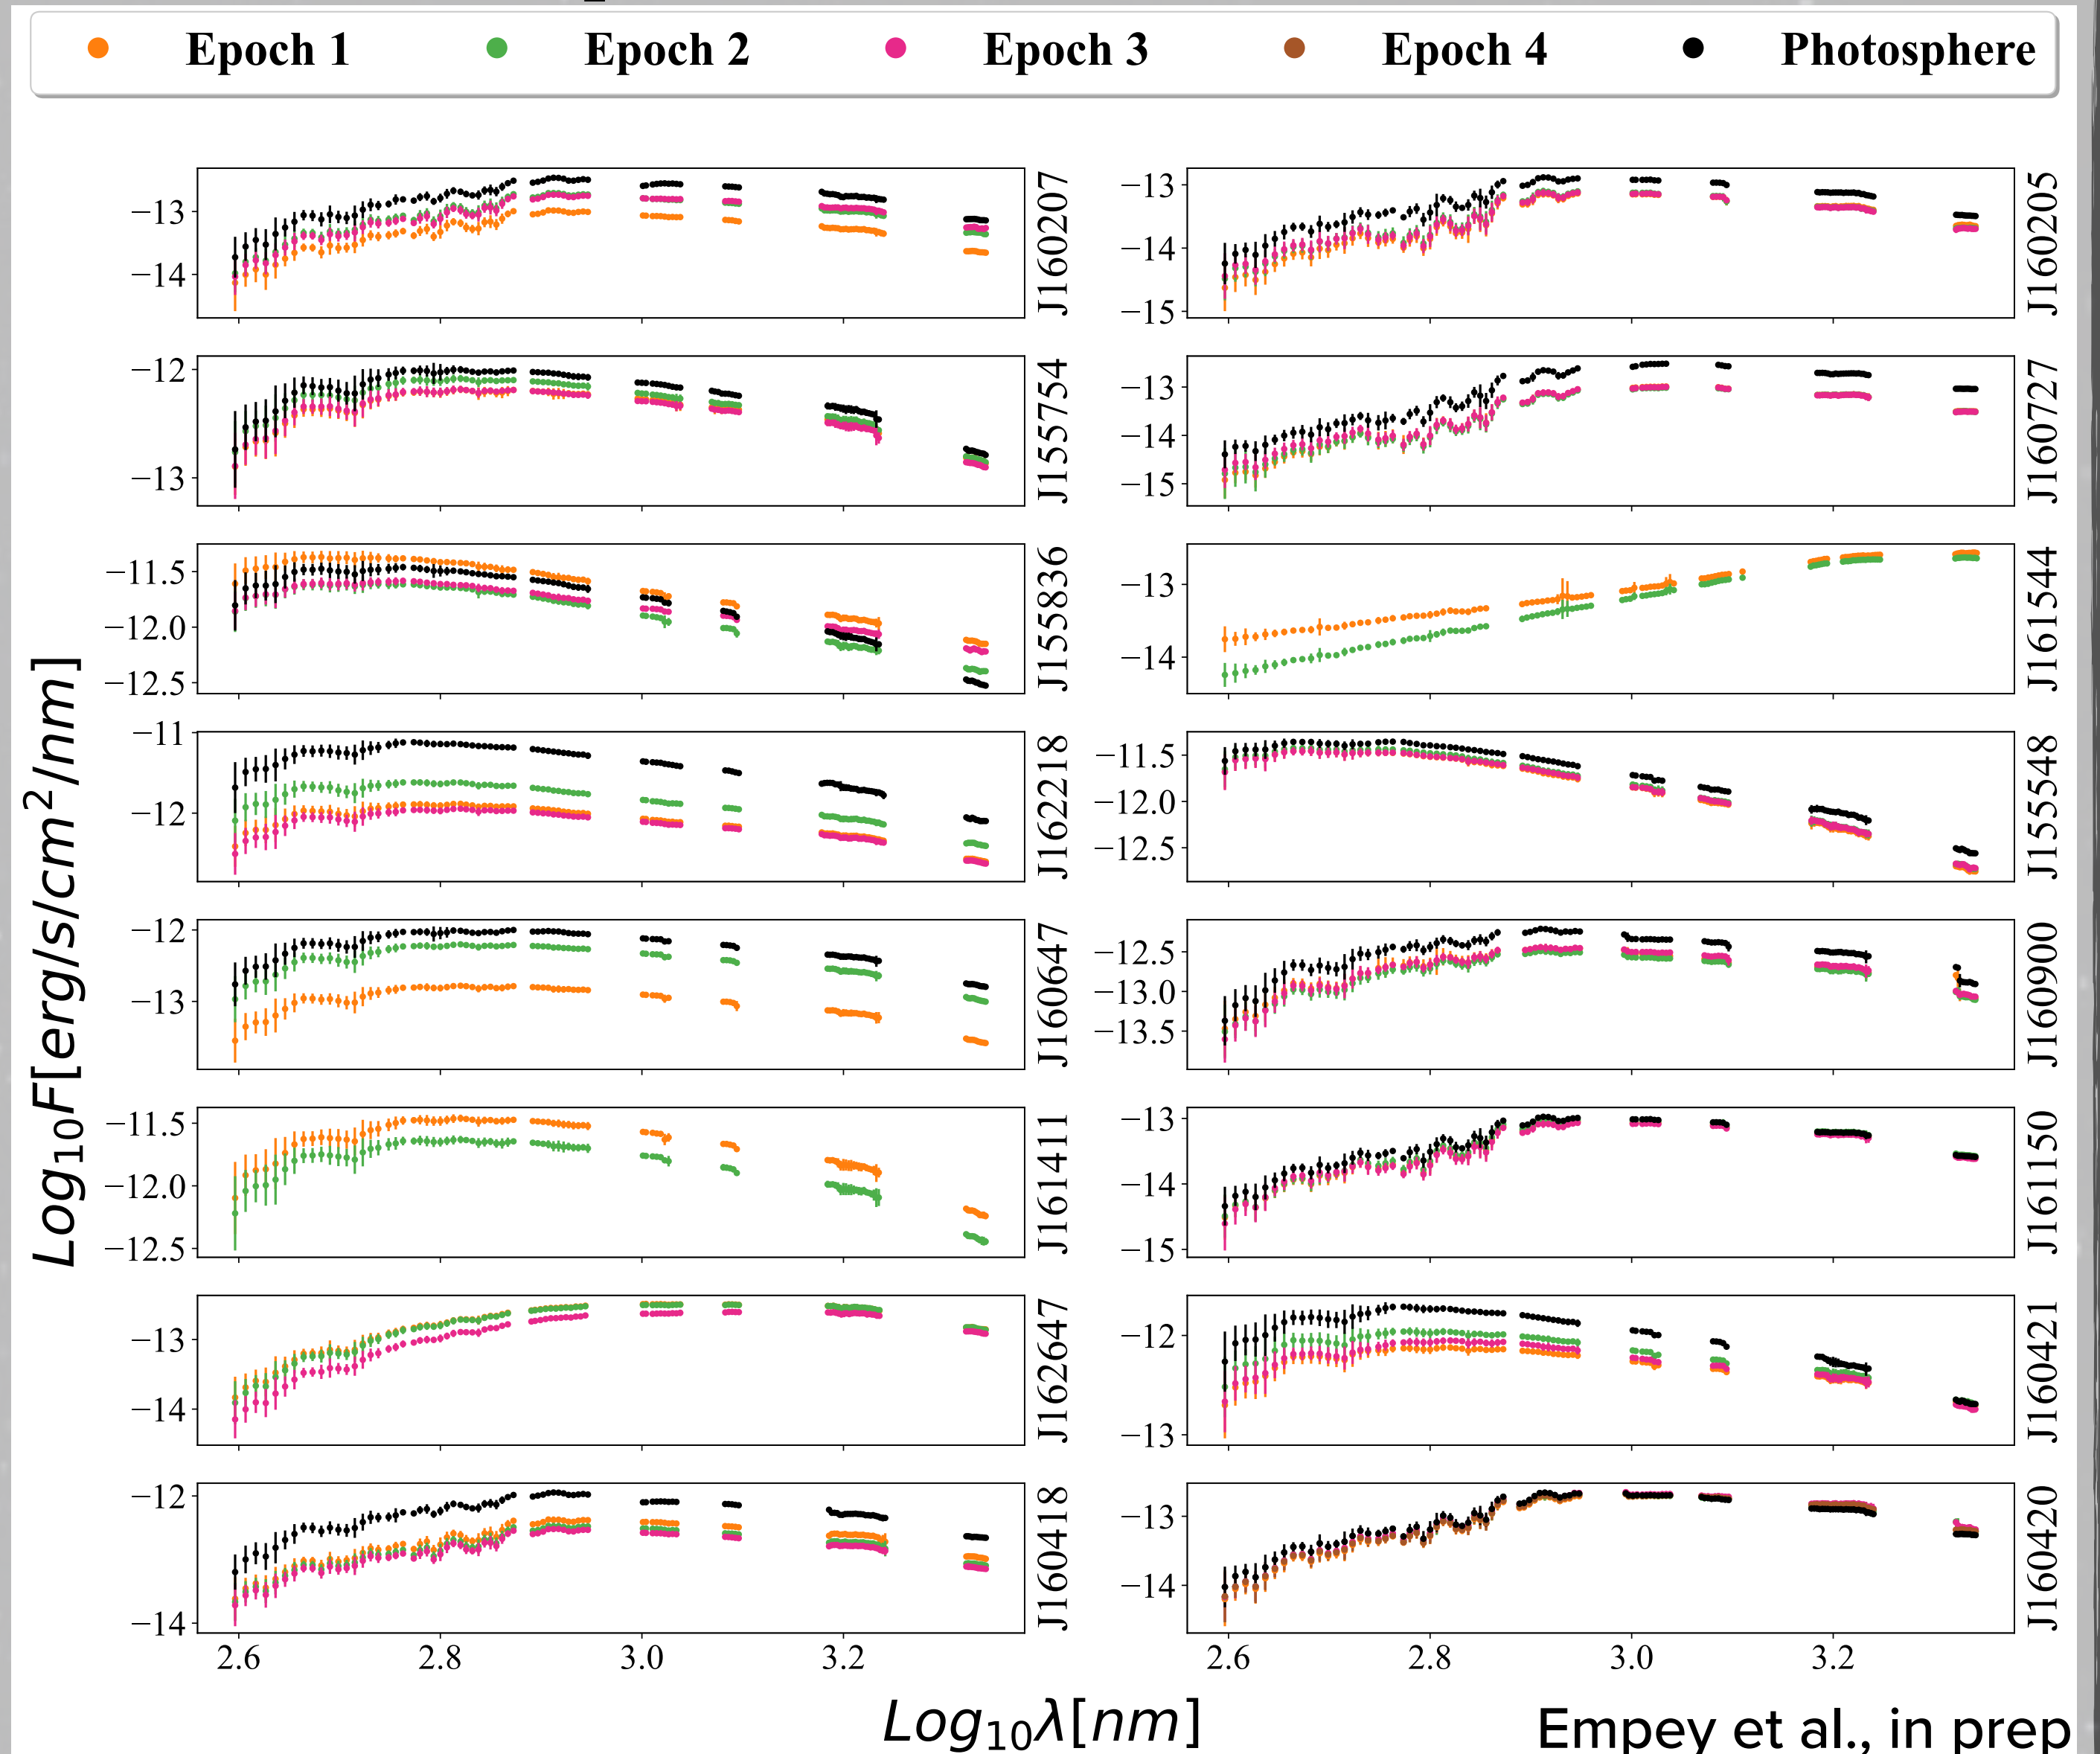 Epoch 1 Epoch 2 Epoch 3 Epoch 4 Photosphere
−13
−14
J160207
−13
−14
−15
J160205
−12
−13
J155754
−13
−14
−15
J160727
−11.5
−12.0
−12.5
J155836
−13
−14
J161544
−11
−12
J162218
−11.5
−12.0
−12.5
J155548
−12
−13
J160647
−12.5
−13.0
−13.5
J160900
−11.5
−12.0
−12.5
J161411
−13
−14
−15
J161150
−13
−14
J162647
−12
−13
J160421
−12
−14
J160418
−13
−14
J160420
2.6 2.8 3.0 3.2
2.6 2.8 3.0 3.2
Log₁₀F[erg/s/cm²/nm]
Log₁₀λ[nm]
Empey et al., in prep